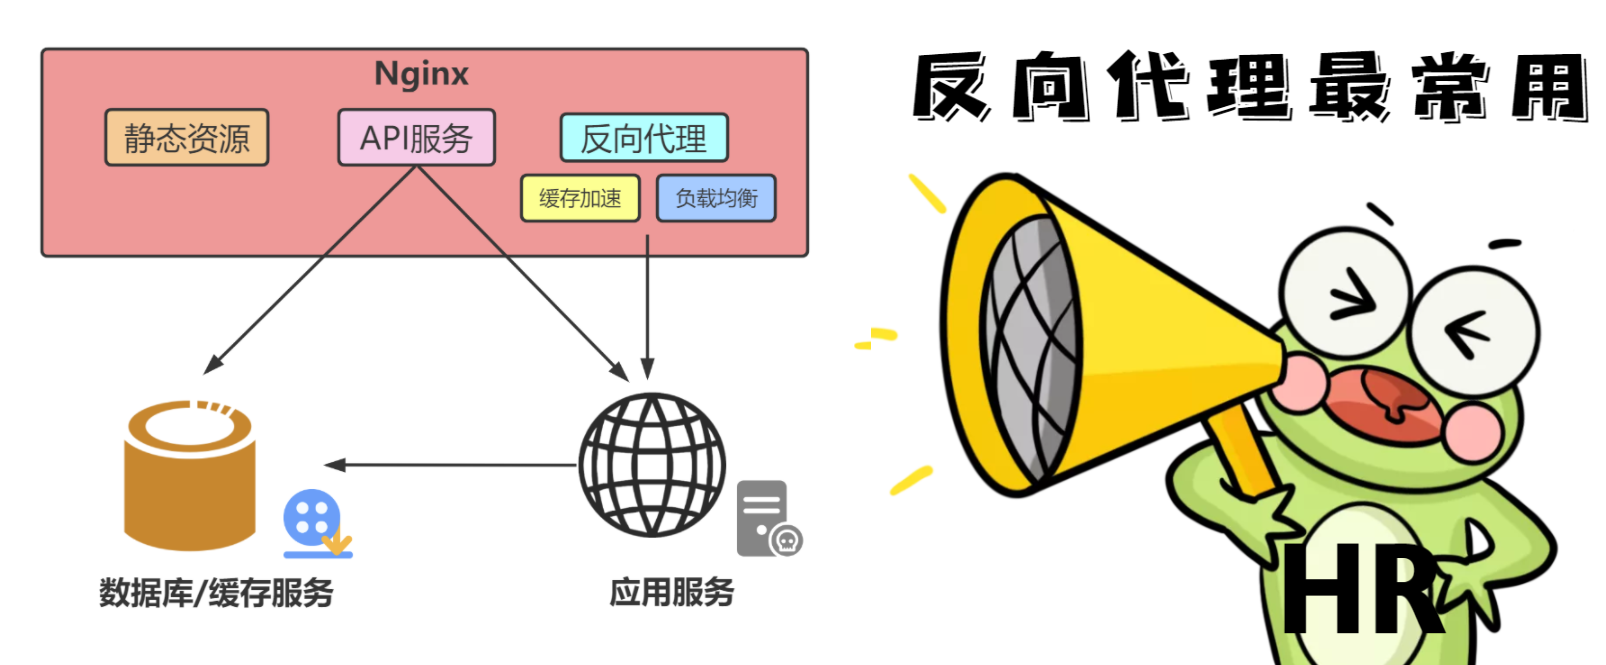 Nginx
静态资源
API服务
反向代理
缓存加速
负载均衡
数据库/缓存服务
应用服务
反向代理最常用
HR